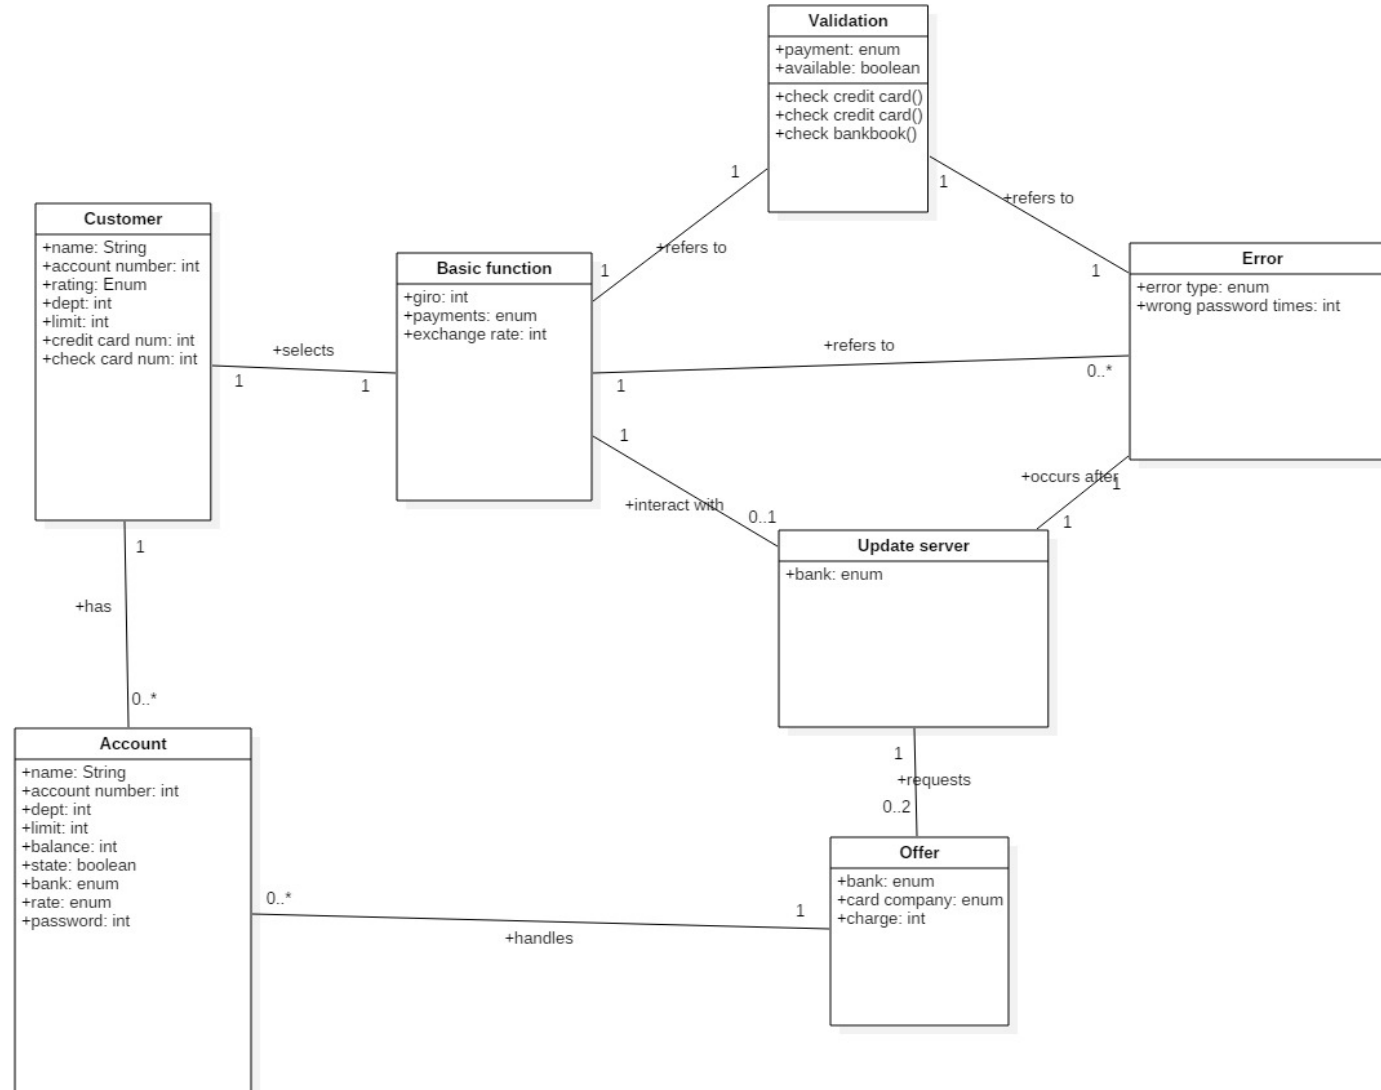 Validation
+payment: enum
+available: boolean
+check credit card()
+check credit card()
+check bankbook()
1
+refers to
1
1
+refers to
1
Customer
+name: String
+account number: int
+rating: Enum
+dept: int
+limit: int
+credit card num: int
+check card num: int
+selects
1
1
Basic function
+giro: int
+payments: enum
+exchange rate: int
Error
+error type: enum
+wrong password times: int
+refers to
1
0..*
1
+interact with
0..1
+occurs after
1
1
Update server
+bank: enum
1
+has
0..*
1
+requests
0..2
Account
+name: String
+account number: int
+dept: int
+limit: int
+balance: int
+state: boolean
+bank: enum
+rate: enum
+password: int
0..*
+handles
1
Offer
+bank: enum
+card company: enum
+charge: int